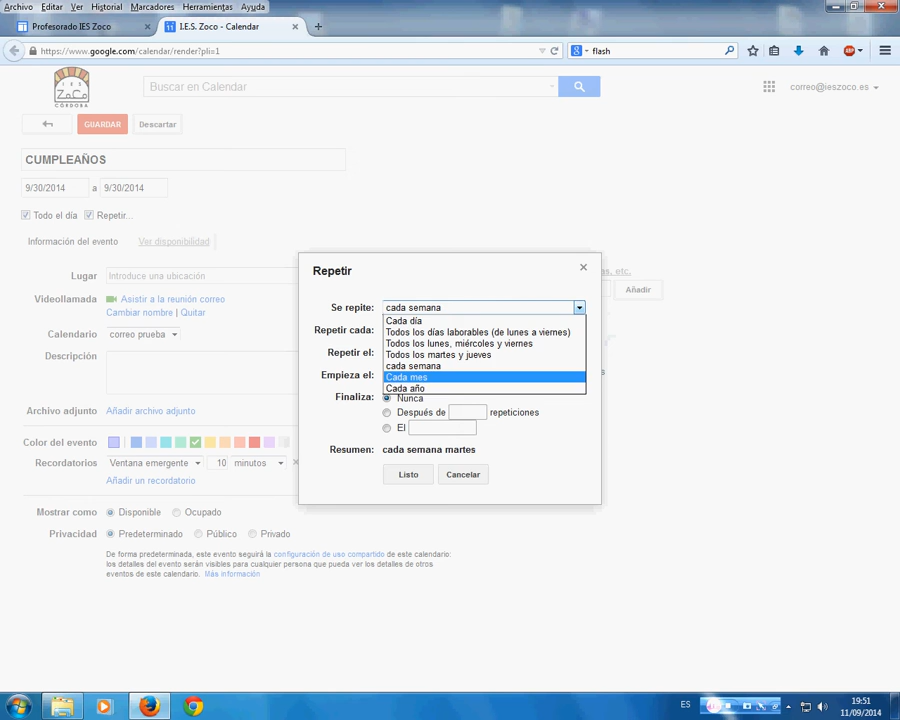 Archivo Editar Ver Historial Marcadores Herramientas Ayuda
Profesorado IES Zoco × I.E.S. Zoco - Calendar × +
https://www.google.com/calendar/render?pli=1 flash
IES
ZOCO
CÓRDOBA
Buscar en Calendar
correo@ieszoco.es
GUARDAR Descartar
CUMPLEAÑOS
9/30/2014 a 9/30/2014
Todo el día Repetir...
Información del evento Ver disponibilidad
Lugar Introduce una ubicación
Videollamada Asistir a la reunión correo
Cambiar nombre | Quitar
Calendario correo prueba
Descripción
Archivo adjunto Añadir archivo adjunto
Color del evento
Recordatorios Ventana emergente 10 minutos ×
Añadir un recordatorio
Mostrar como Disponible Ocupado
Privacidad Predeterminado Público Privado
De forma predeterminada, este evento seguirá la configuración de uso compartido de este calendario:
los detalles del evento serán visibles para cualquier persona que pueda ver los detalles de otros
eventos de este calendario. Más información
as, etc.
Añadir
Repetir ×
Se repite: cada semana
Cada día
Repetir cada: Todos los días laborables (de lunes a viernes)
Todos los lunes, miércoles y viernes
Repetir el: Todos los martes y jueves
cada semana
Empieza el: Cada mes
Cada año
Finaliza: Nunca
Después de repeticiones
El
Resumen: cada semana martes
Listo Cancelar
ES 19:51
11/09/2014